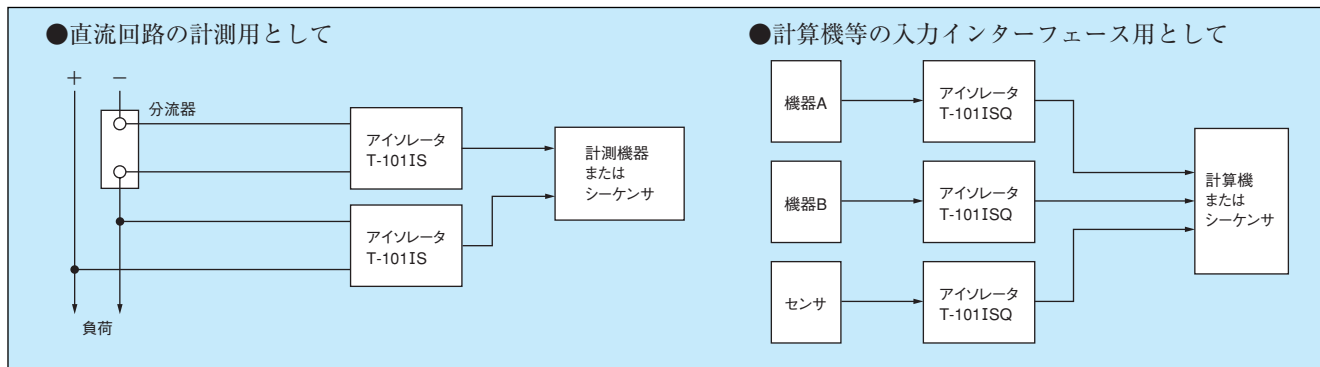 ●直流回路の計測用として
+ −
分流器
アイソレータ
T-101IS
アイソレータ
T-101IS
計測機器
または
シーケンサ
負荷
●計算機等の入力インターフェース用として
機器A
アイソレータ
T-101ISQ
機器B
アイソレータ
T-101ISQ
センサ
アイソレータ
T-101ISQ
計算機
または
シーケンサ